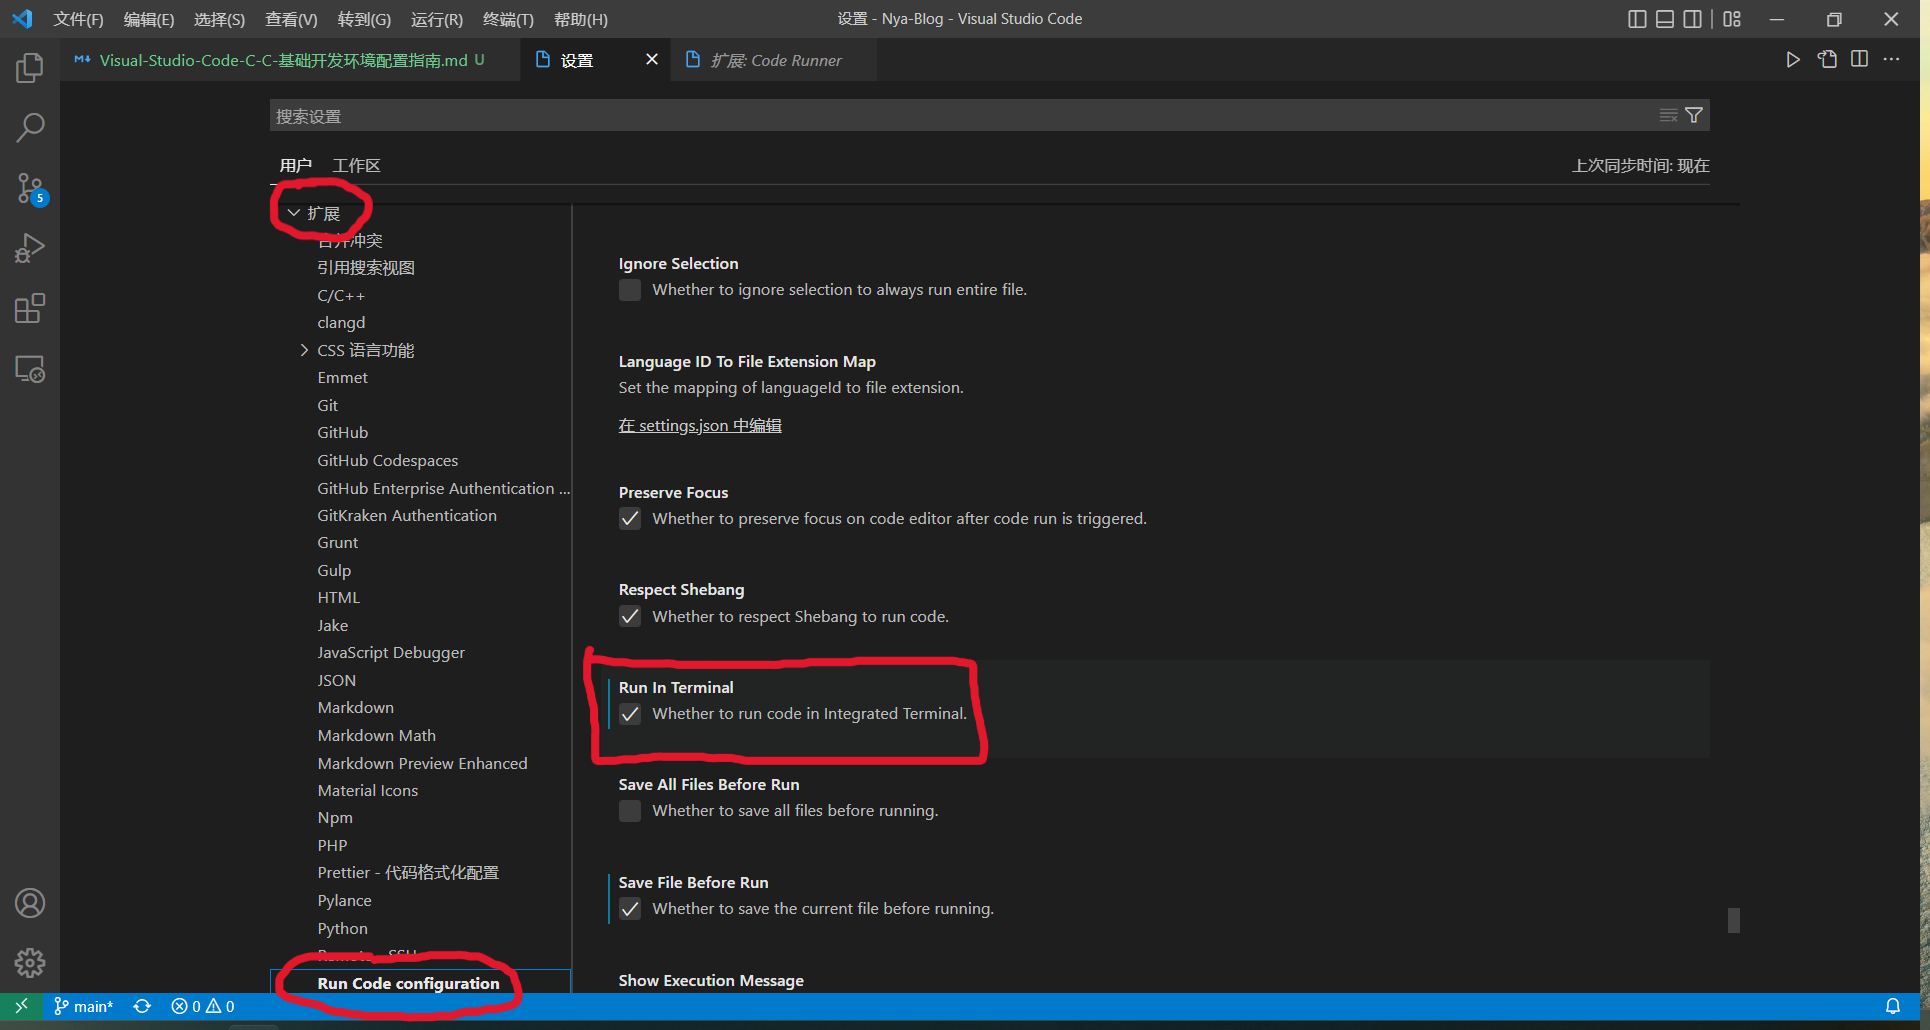 文件(F) 编辑(E) 选择(S) 查看(V) 转到(G) 运行(R) 终端(T) 帮助(H)
设置 - Nya-Blog - Visual Studio Code
Visual-Studio-Code-C-C-基础开发环境配置指南.md U
设置
扩展: Code Runner
搜索设置
用户 工作区
上次同步时间: 现在
5
扩展
合并冲突
引用搜索视图
C/C++
clangd
CSS 语言功能
Emmet
Git
GitHub
GitHub Codespaces
GitHub Enterprise Authentication ...
GitKraken Authentication
Grunt
Gulp
HTML
Jake
JavaScript Debugger
JSON
Markdown
Markdown Math
Markdown Preview Enhanced
Material Icons
Npm
PHP
Prettier - 代码格式化配置
Pylance
Python
Remote - SSH
Run Code configuration
Ignore Selection
Whether to ignore selection to always run entire file.
Language ID To File Extension Map
Set the mapping of languageId to file extension.
在 settings.json 中编辑
Preserve Focus
Whether to preserve focus on code editor after code run is triggered.
Respect Shebang
Whether to respect Shebang to run code.
Run In Terminal
Whether to run code in Integrated Terminal.
Save All Files Before Run
Whether to save all files before running.
Save File Before Run
Whether to save the current file before running.
Show Execution Message
main* 0 0